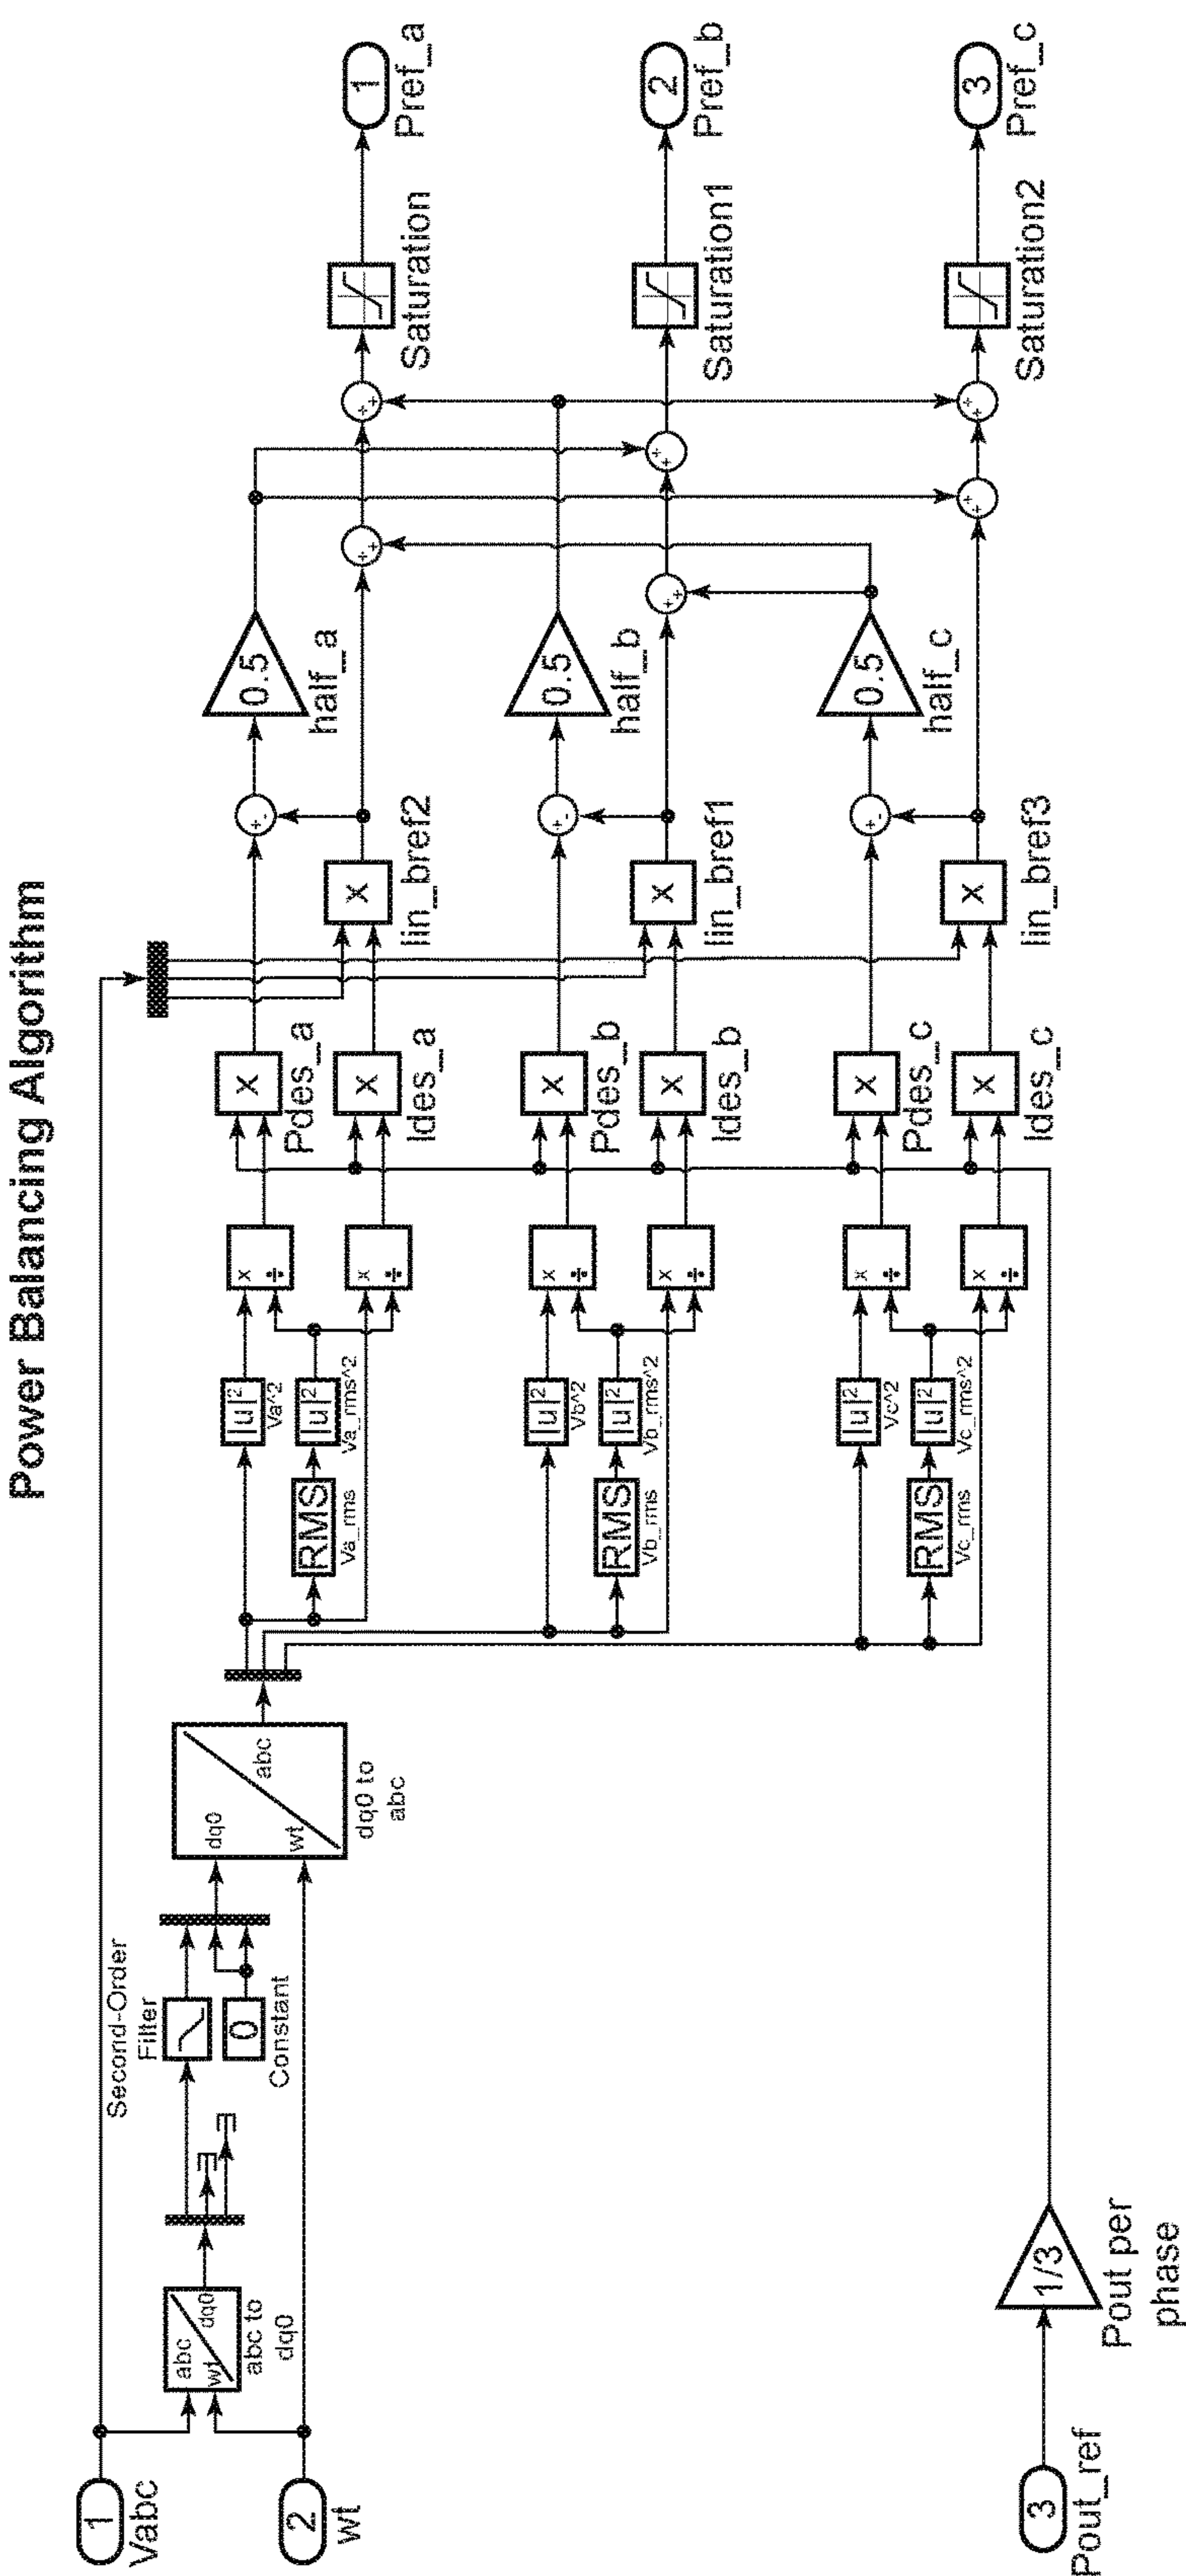 Power Balancing Algorithm
1
Vabc
2
wt
3
Pout_ref
abc
dq0
wt
abc to
dq0
Second-Order
Filter
0
Constant
dq0
abc
wt
dq0 to
abc
1/3
Pout per
phase
|u|²
Va^2
RMS
Va_rms
|u|²
Va_rms^2
|u|²
Vb^2
RMS
Vb_rms
|u|²
Vb_rms^2
|u|²
Vc^2
RMS
Vc_rms
|u|²
Vc_rms^2
x
÷
x
÷
x
÷
x
÷
x
÷
x
÷
X
Pdes_a
X
Ides_a
X
Pdes_b
X
Ides_b
X
Pdes_c
X
Ides_c
X
Iin_bref2
X
Iin_bref1
X
Iin_bref3
+-
+-
+-
0.5
half_a
0.5
half_b
0.5
half_c
++
++
++
++
++
++
Saturation
Saturation1
Saturation2
1
Pref_a
2
Pref_b
3
Pref_c